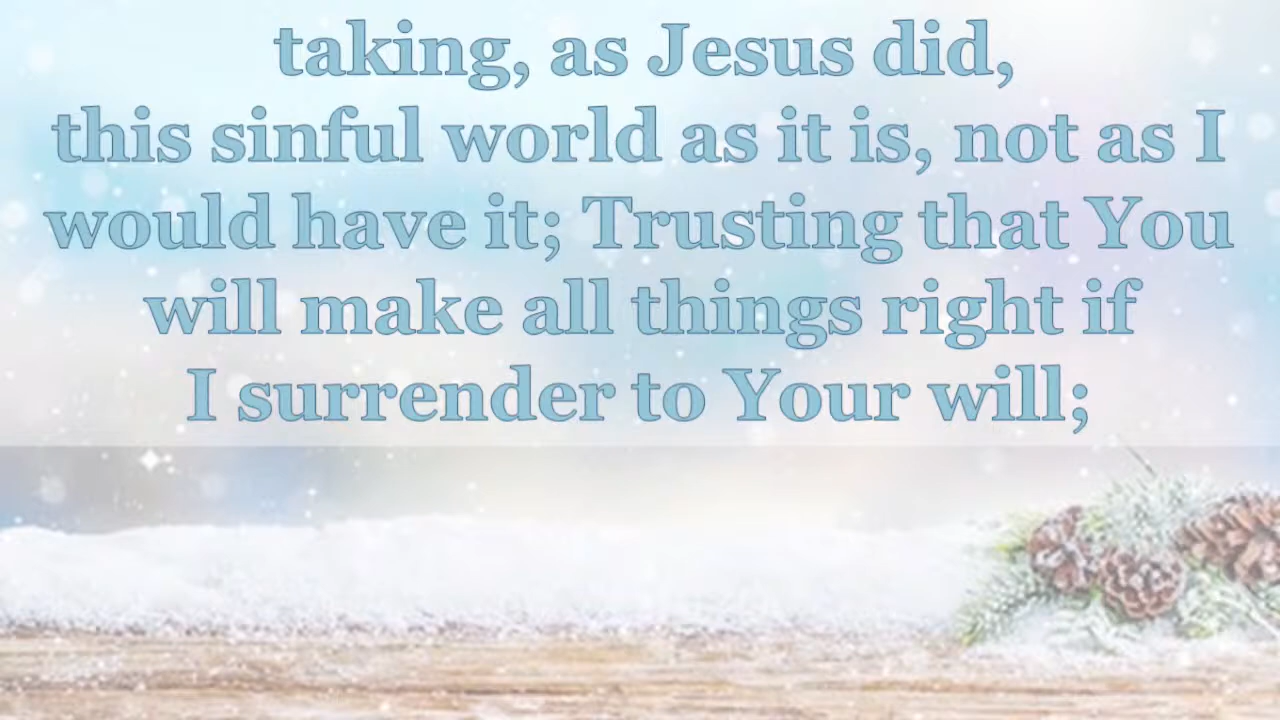 taking, as Jesus did,
this sinful world as it is, not as I
would have it; Trusting that You
will make all things right if
I surrender to Your will;